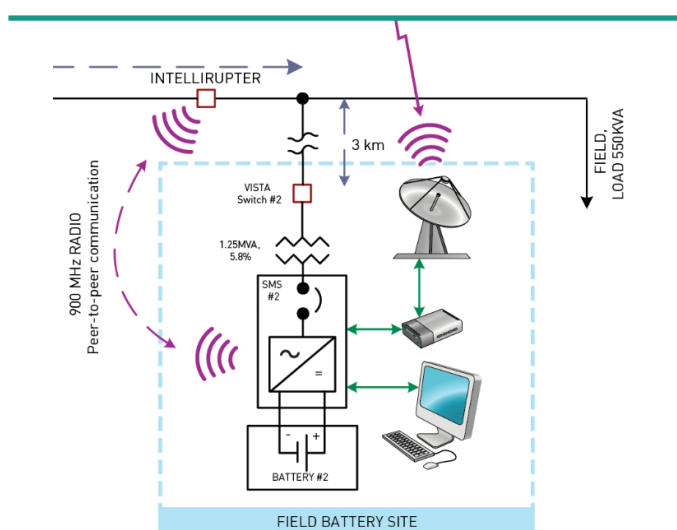 INTELLIRUPTER
3 km
FIELD,
LOAD 550KVA
900 MHz RADIO
Peer-to-peer communication
VISTA
Switch #2
1.25MVA,
5.8%
SMS
#2
~
=
- +
BATTERY #2
FIELD BATTERY SITE